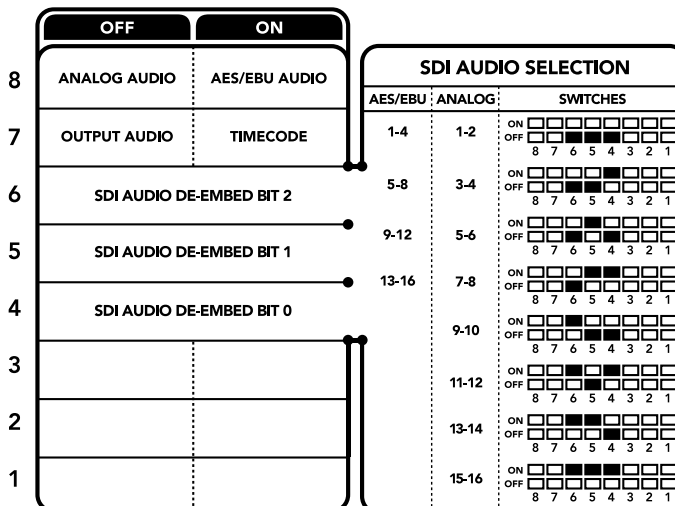 OFF ON
8 ANALOG AUDIO AES/EBU AUDIO
7 OUTPUT AUDIO TIMECODE
6 SDI AUDIO DE-EMBED BIT 2
5 SDI AUDIO DE-EMBED BIT 1
4 SDI AUDIO DE-EMBED BIT 0
3
2
1
SDI AUDIO SELECTION
AES/EBU ANALOG SWITCHES
1-4 1-2 ON
OFF
8 7 6 5 4 3 2 1
5-8 3-4 ON
OFF
8 7 6 5 4 3 2 1
9-12 5-6 ON
OFF
8 7 6 5 4 3 2 1
13-16 7-8 ON
OFF
8 7 6 5 4 3 2 1
9-10 ON
OFF
8 7 6 5 4 3 2 1
11-12 ON
OFF
8 7 6 5 4 3 2 1
13-14 ON
OFF
8 7 6 5 4 3 2 1
15-16 ON
OFF
8 7 6 5 4 3 2 1